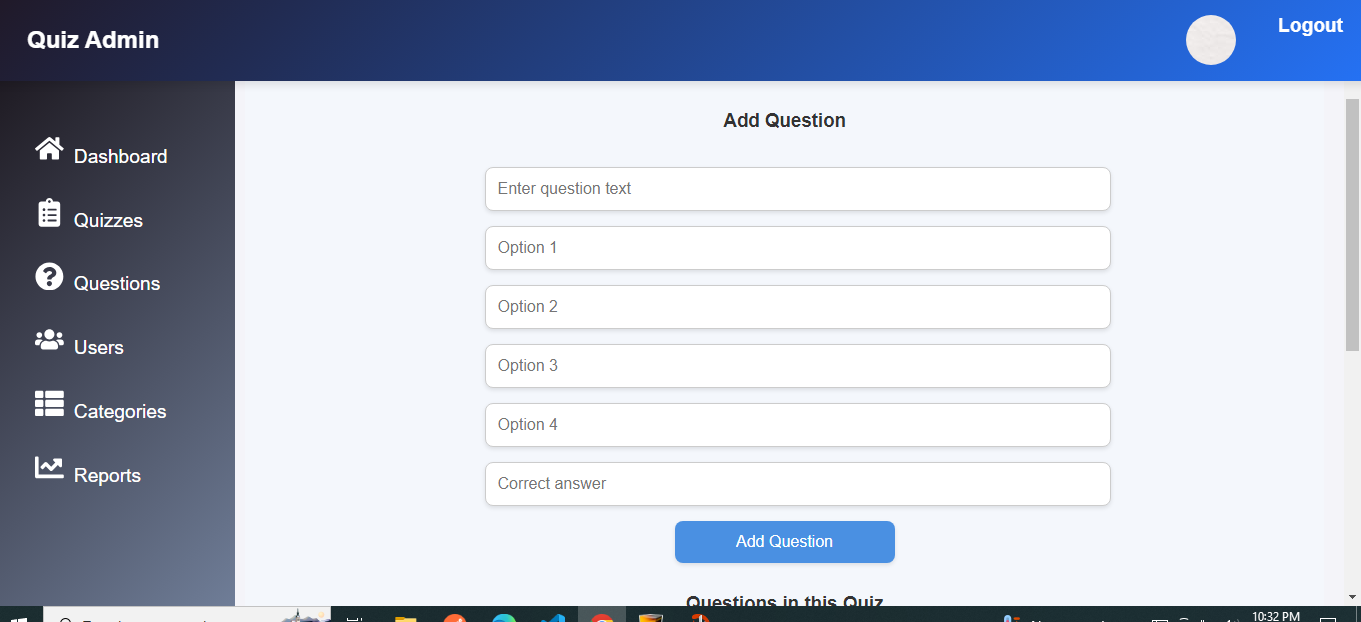 Quiz Admin
Logout
Dashboard
Quizzes
Questions
Users
Categories
Reports
Add Question
Enter question text
Option 1
Option 2
Option 3
Option 4
Correct answer
Add Question
Questions in this Quiz
10:32 PM